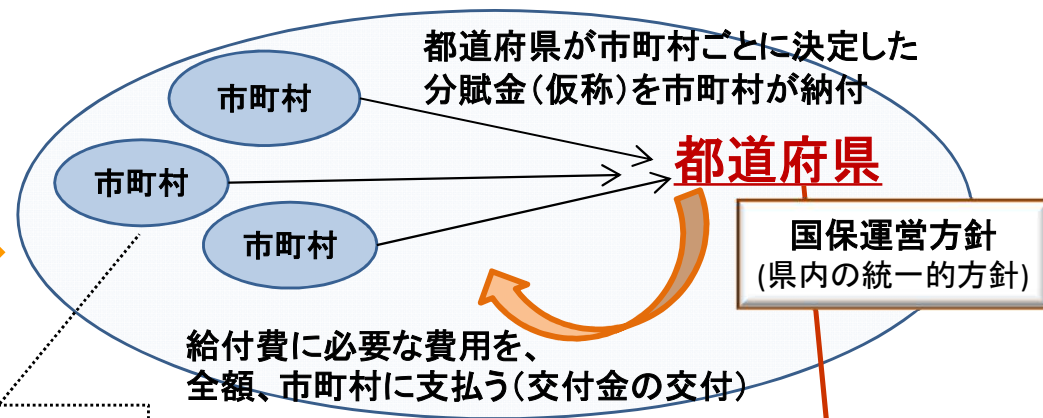 都道府県が市町村ごとに決定した
分賦金(仮称)を市町村が納付
市町村
市町村
市町村
都道府県
国保運営方針
(県内の統一的方針)
給付費に必要な費用を、
全額、市町村に支払う(交付金の交付)